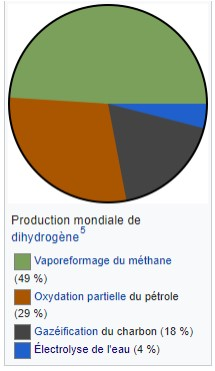 Production mondiale de
dihydrogène5
Vaporeformage du méthane
(49 %)
Oxydation partielle du pétrole
(29 %)
Gazéification du charbon (18 %)
Électrolyse de l'eau (4 %)